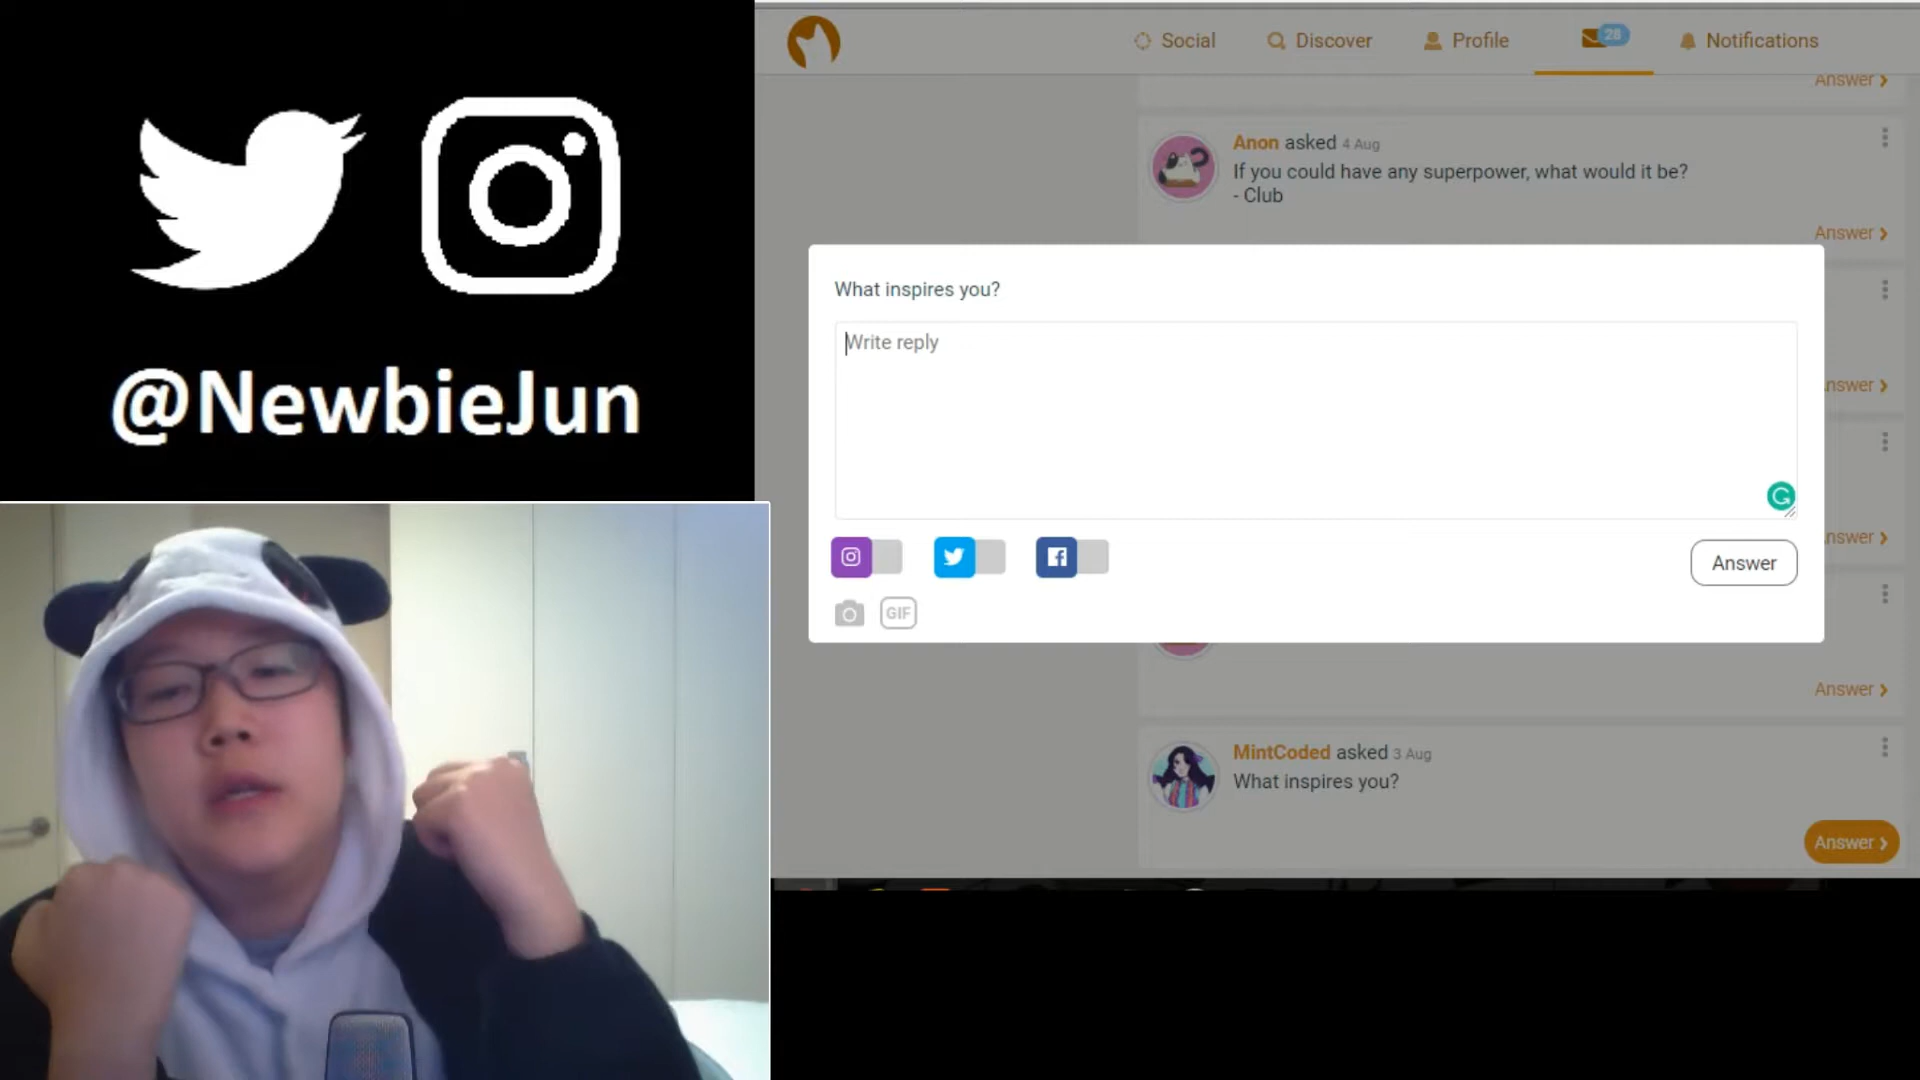 @NewbieJun
Social
Discover
Profile
28
Notifications
Answer
Anon asked 4 Aug
If you could have any superpower, what would it be?
- Club
Answer
What inspires you?
Write reply
nswer
nswer
Answer
GIF
Answer
MintCoded asked 3 Aug
What inspires you?
Answer